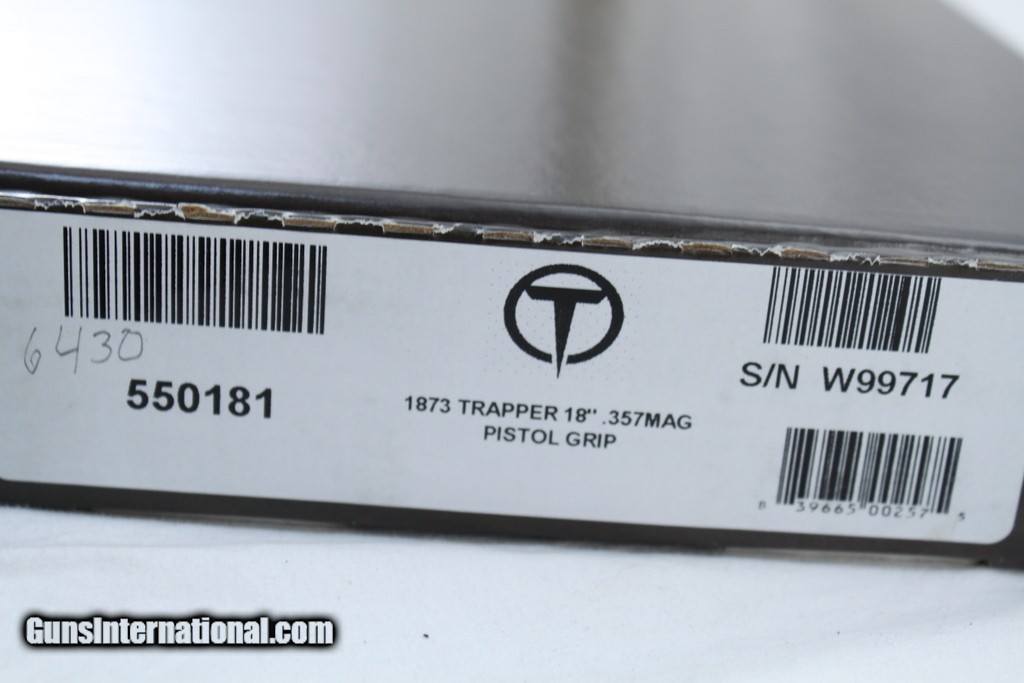 6430
550181
T
1873 TRAPPER 18" .357MAG
PISTOL GRIP
S/N W99717
8 39665 00257 5
GunsInternational.com